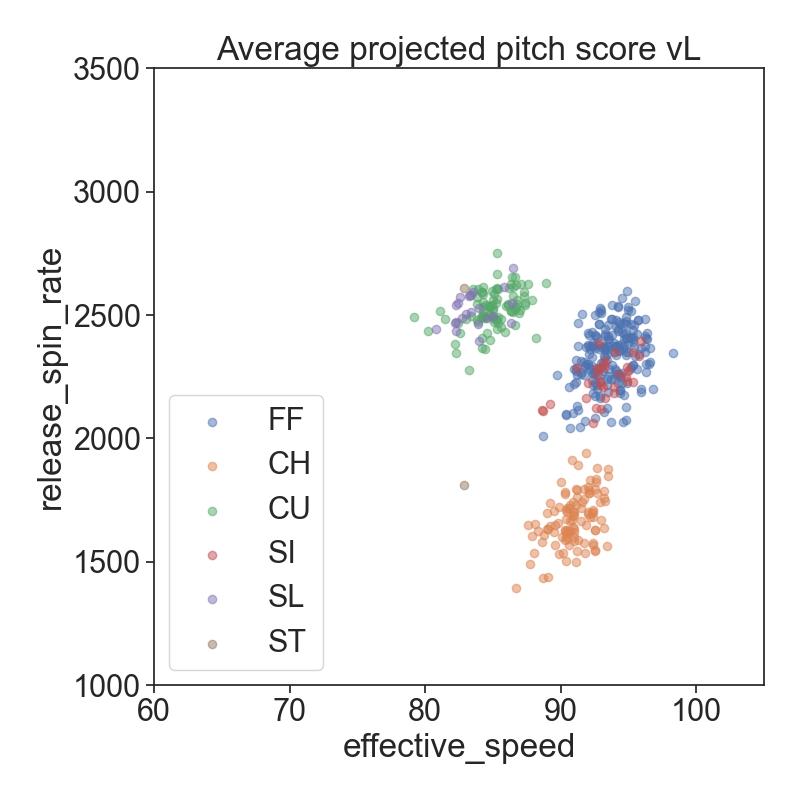 Average projected pitch score vL
3500
3000
2500
2000
1500
1000
release_spin_rate
FF
CH
CU
SI
SL
ST
60
70
80
90
100
effective_speed